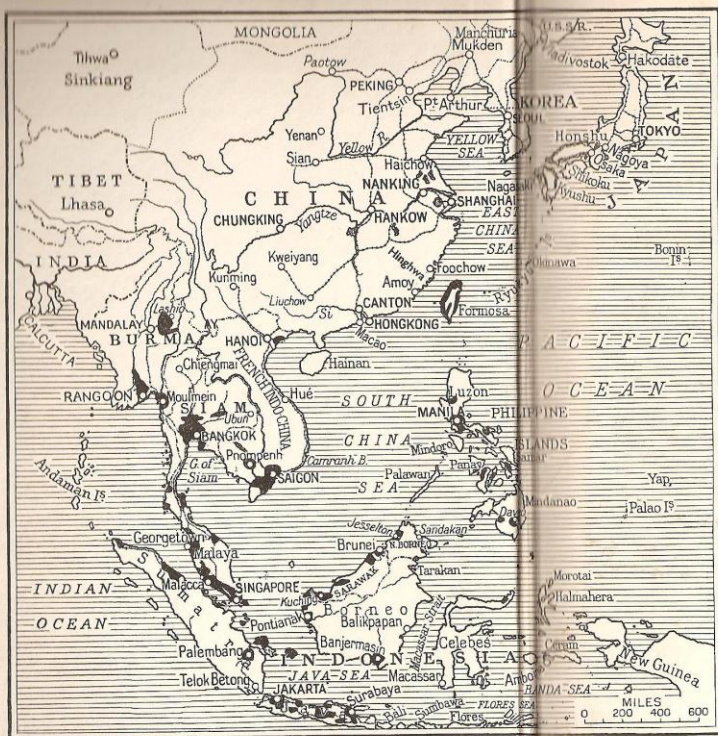 MONGOLIA
Manchuria
Mukden
U.S.S.R.
Vladivostok
Hakodate
Tihwa
Sinkiang
Paotow
PEKING
Tientsin
Pt Arthur
KOREA
SEOUL
JAPAN
Honshu
TOKYO
Nagoya
Osaka
Shikoku
Kyushu
Nagasaki
Yenan
Yellow R.
YELLOW
SEA
Sian
Haichow
TIBET
Lhasa
CHINA
NANKING
SHANGHAI
CHUNGKING
Yangtze
HANKOW
EAST
CHINA
SEA
INDIA
Kweiyang
Hinghwa
Foochow
Okinawa
Bonin
Is
Kunming
Amoy
Liuchow
Si
CANTON
HONGKONG
Macao
Formosa
CALCUTTA
Lashio
MANDALAY
BURMA
HANOI
Hainan
PACIFIC
OCEAN
Chiengmai
FRENCH INDO-CHINA
RANGOON
Moulmein
SIAM
Hué
Ubun
BANGKOK
SOUTH
CHINA
SEA
Luzon
MANILA
PHILIPPINE
ISLANDS
Mindoro
Samar
Panay
Palawan
Mindanao
Davao
Yap
Palao Is
Andaman Is
G. of
Siam
Pnompenh
SAIGON
Camranh B.
Georgetown
Malaya
Jesselton
Sandakan
Brunei
N. BORNEO
Tarakan
Morotai
Halmahera
INDIAN
OCEAN
Sumatra
Malacca
SINGAPORE
Kuching
SARAWAK
Pontianak
Borneo
Balikpapan
Macassar Strait
Celebes
Ceram
New Guinea
Palembang
Banjermasin
INDONESIA
JAVA SEA
Macassar
Ambon
BANDA SEA
Telok Betong
JAKARTA
Surabaya
JAVA
Bali
Sumbawa
FLORES SEA
Flores
MILES
0 200 400 600